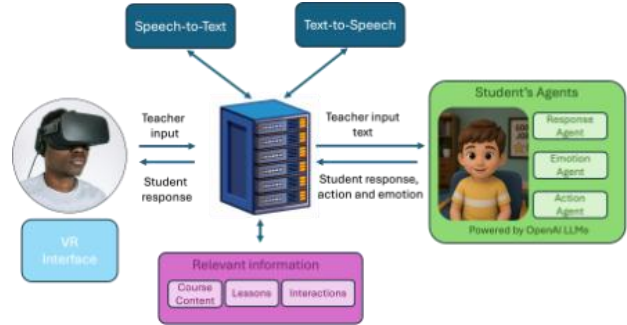 Speech-to-Text
Text-to-Speech
Teacher
input
Student
response
Teacher input
text
Student response,
action and emotion
Student's Agents
Response
Agent
Emotion
Agent
Action
Agent
Powered by OpenAI LLMs
VR
Interface
Relevant information
Course
Content
Lessons
Interactions